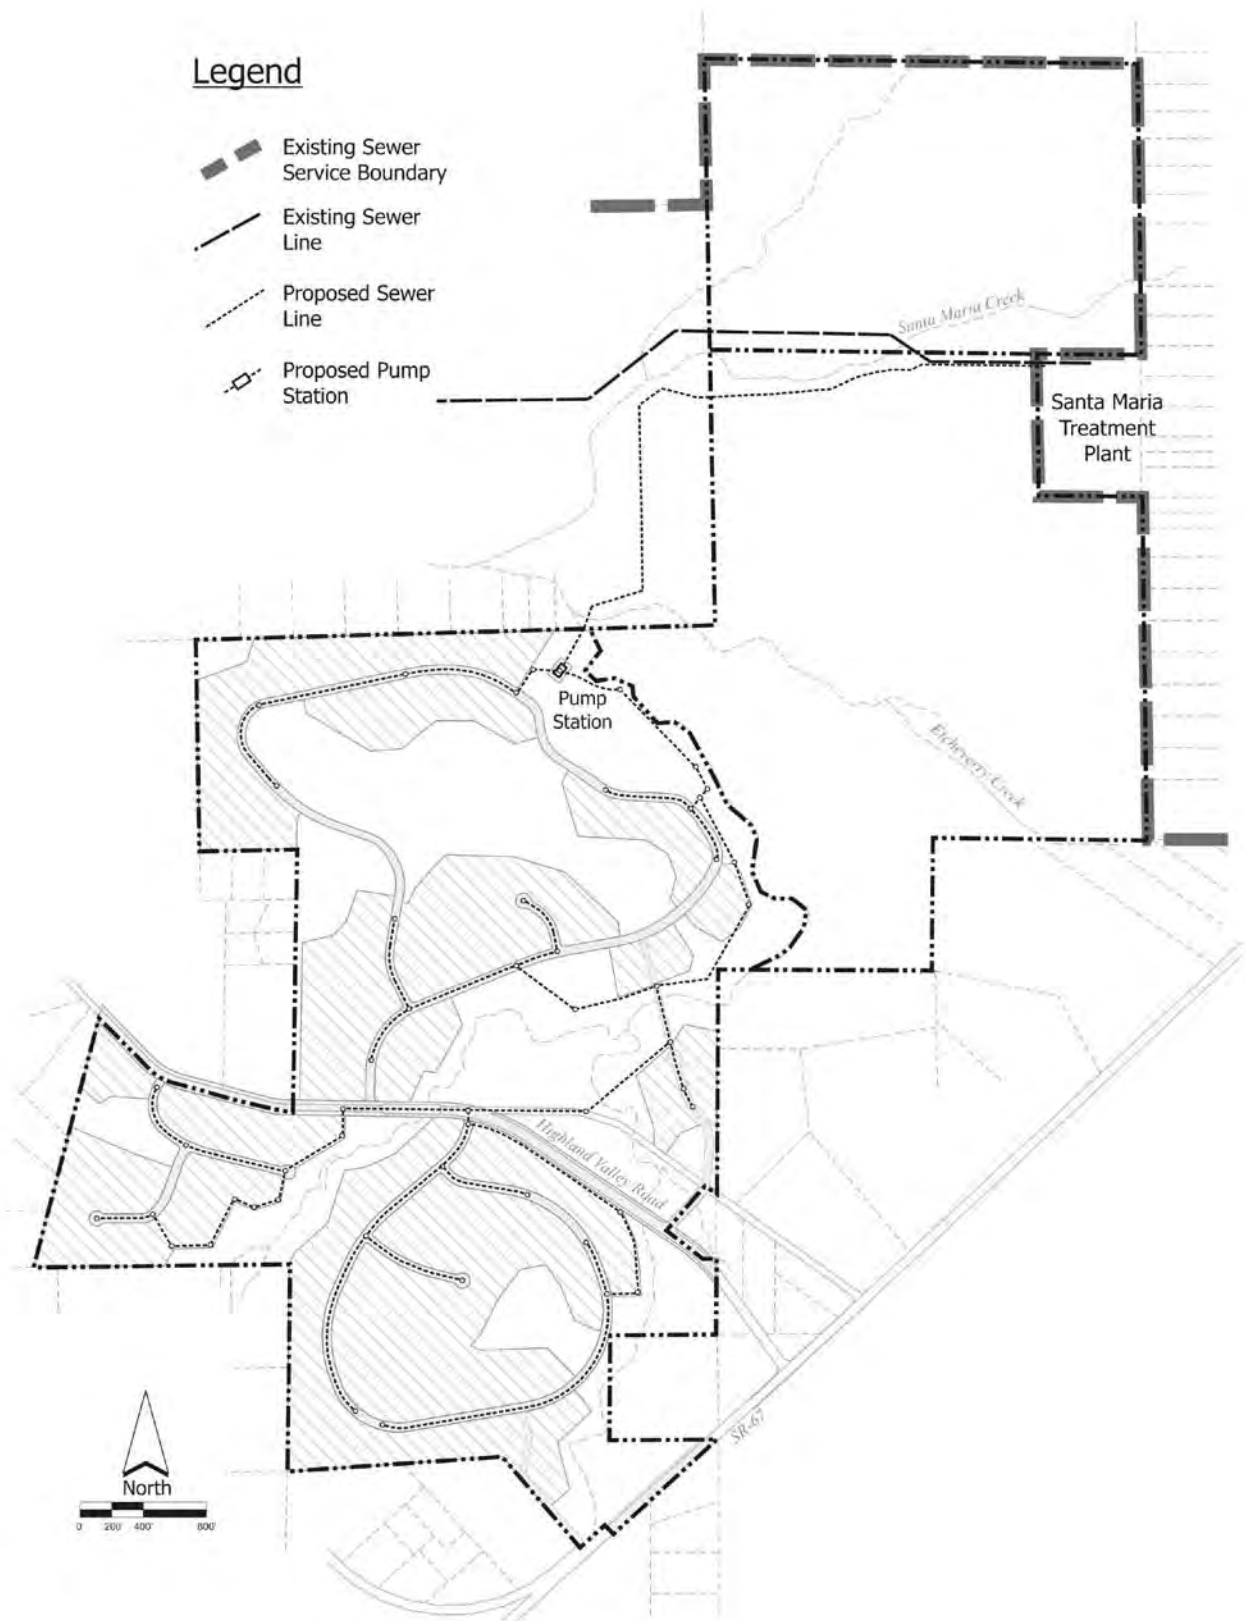 Legend
Existing Sewer
Service Boundary
Existing Sewer
Line
Proposed Sewer
Line
Proposed Pump
Station
Santa Maria Creek
Santa Maria
Treatment
Plant
Pump
Station
Etcheverry Creek
Highland Valley Road
SR-67
North
0 200' 400' 800'